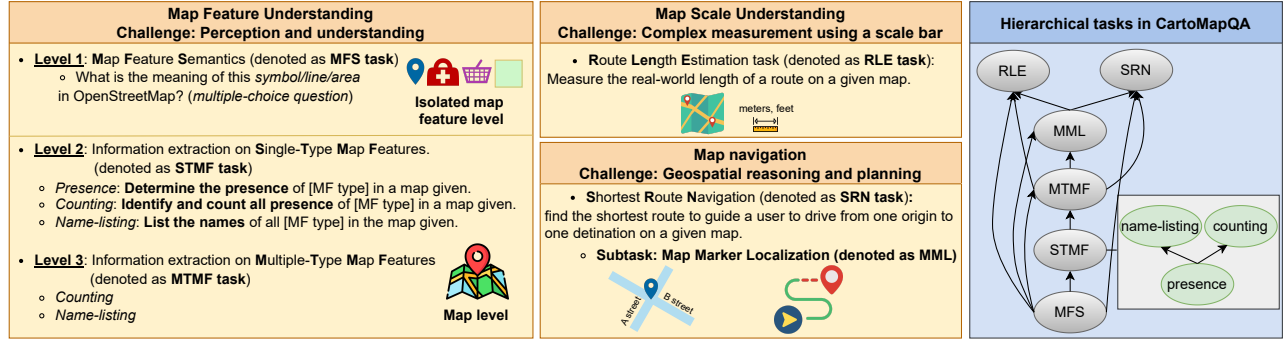 Map Feature Understanding
Challenge: Perception and understanding
• Level 1: Map Feature Semantics (denoted as MFS task)
◦ What is the meaning of this symbol/line/area
in OpenStreetMap? (multiple-choice question)
Isolated map
feature level
• Level 2: Information extraction on Single-Type Map Features.
(denoted as STMF task)
◦ Presence: Determine the presence of [MF type] in a map given.
◦ Counting: Identify and count all presence of [MF type] in a map given.
◦ Name-listing: List the names of all [MF type] in the map given.
• Level 3: Information extraction on Multiple-Type Map Features
(denoted as MTMF task)
◦ Counting
◦ Name-listing
Map level
Map Scale Understanding
Challenge: Complex measurement using a scale bar
• Route Length Estimation task (denoted as RLE task):
Measure the real-world length of a route on a given map.
meters, feet
Map navigation
Challenge: Geospatial reasoning and planning
• Shortest Route Navigation (denoted as SRN task):
find the shortest route to guide a user to drive from one origin to
one detination on a given map.
◦ Subtask: Map Marker Localization (denoted as MML)
A street
B street
Hierarchical tasks in CartoMapQA
RLE
SRN
MML
MTMF
STMF
MFS
name-listing
counting
presence